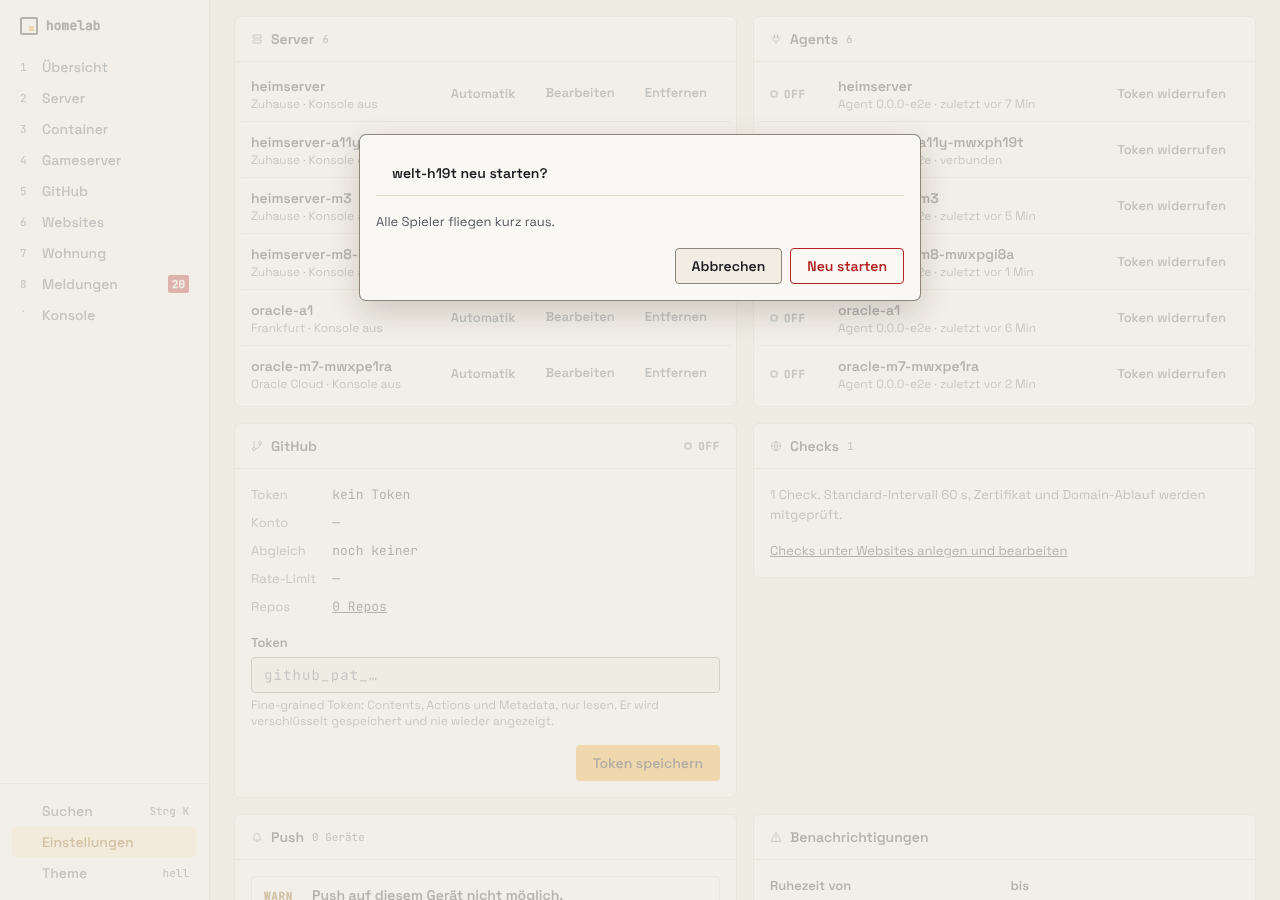 homelab
1 Übersicht
2 Server
3 Container
4 Gameserver
5 GitHub
6 Websites
7 Wohnung
8 Meldungen 20
` Konsole
Suchen Strg K
Einstellungen
Theme hell
Server 6
heimserver
Zuhause · Konsole aus
Automatik Bearbeiten Entfernen
heimserver-a11y
Zuhause · Konsole
heimserver-m3
Zuhause · Konsole
heimserver-m8-
Zuhause · Konsole
oracle-a1
Frankfurt · Konsole aus
Automatik Bearbeiten Entfernen
oracle-m7-mwxpe1ra
Oracle Cloud · Konsole aus
Automatik Bearbeiten Entfernen
Agents 6
OFF heimserver
Agent 0.0.0-e2e · zuletzt vor 7 Min
Token widerrufen
a11y-mwxph19t
· verbunden
Token widerrufen
m3
· zuletzt vor 5 Min
Token widerrufen
m8-mwxpgi8a
· zuletzt vor 1 Min
Token widerrufen
OFF oracle-a1
Agent 0.0.0-e2e · zuletzt vor 6 Min
Token widerrufen
OFF oracle-m7-mwxpe1ra
Agent 0.0.0-e2e · zuletzt vor 2 Min
Token widerrufen
welt-h19t neu starten?
Alle Spieler fliegen kurz raus.
Abbrechen Neu starten
GitHub OFF
Token kein Token
Konto —
Abgleich noch keiner
Rate-Limit —
Repos 0 Repos
Token
github_pat_…
Fine-grained Token: Contents, Actions und Metadata, nur lesen. Er wird
verschlüsselt gespeichert und nie wieder angezeigt.
Token speichern
Checks 1
1 Check. Standard-Intervall 60 s, Zertifikat und Domain-Ablauf werden
mitgeprüft.
Checks unter Websites anlegen und bearbeiten
Push 0 Geräte
WARN Push auf diesem Gerät nicht möglich.
Benachrichtigungen
Ruhezeit von bis